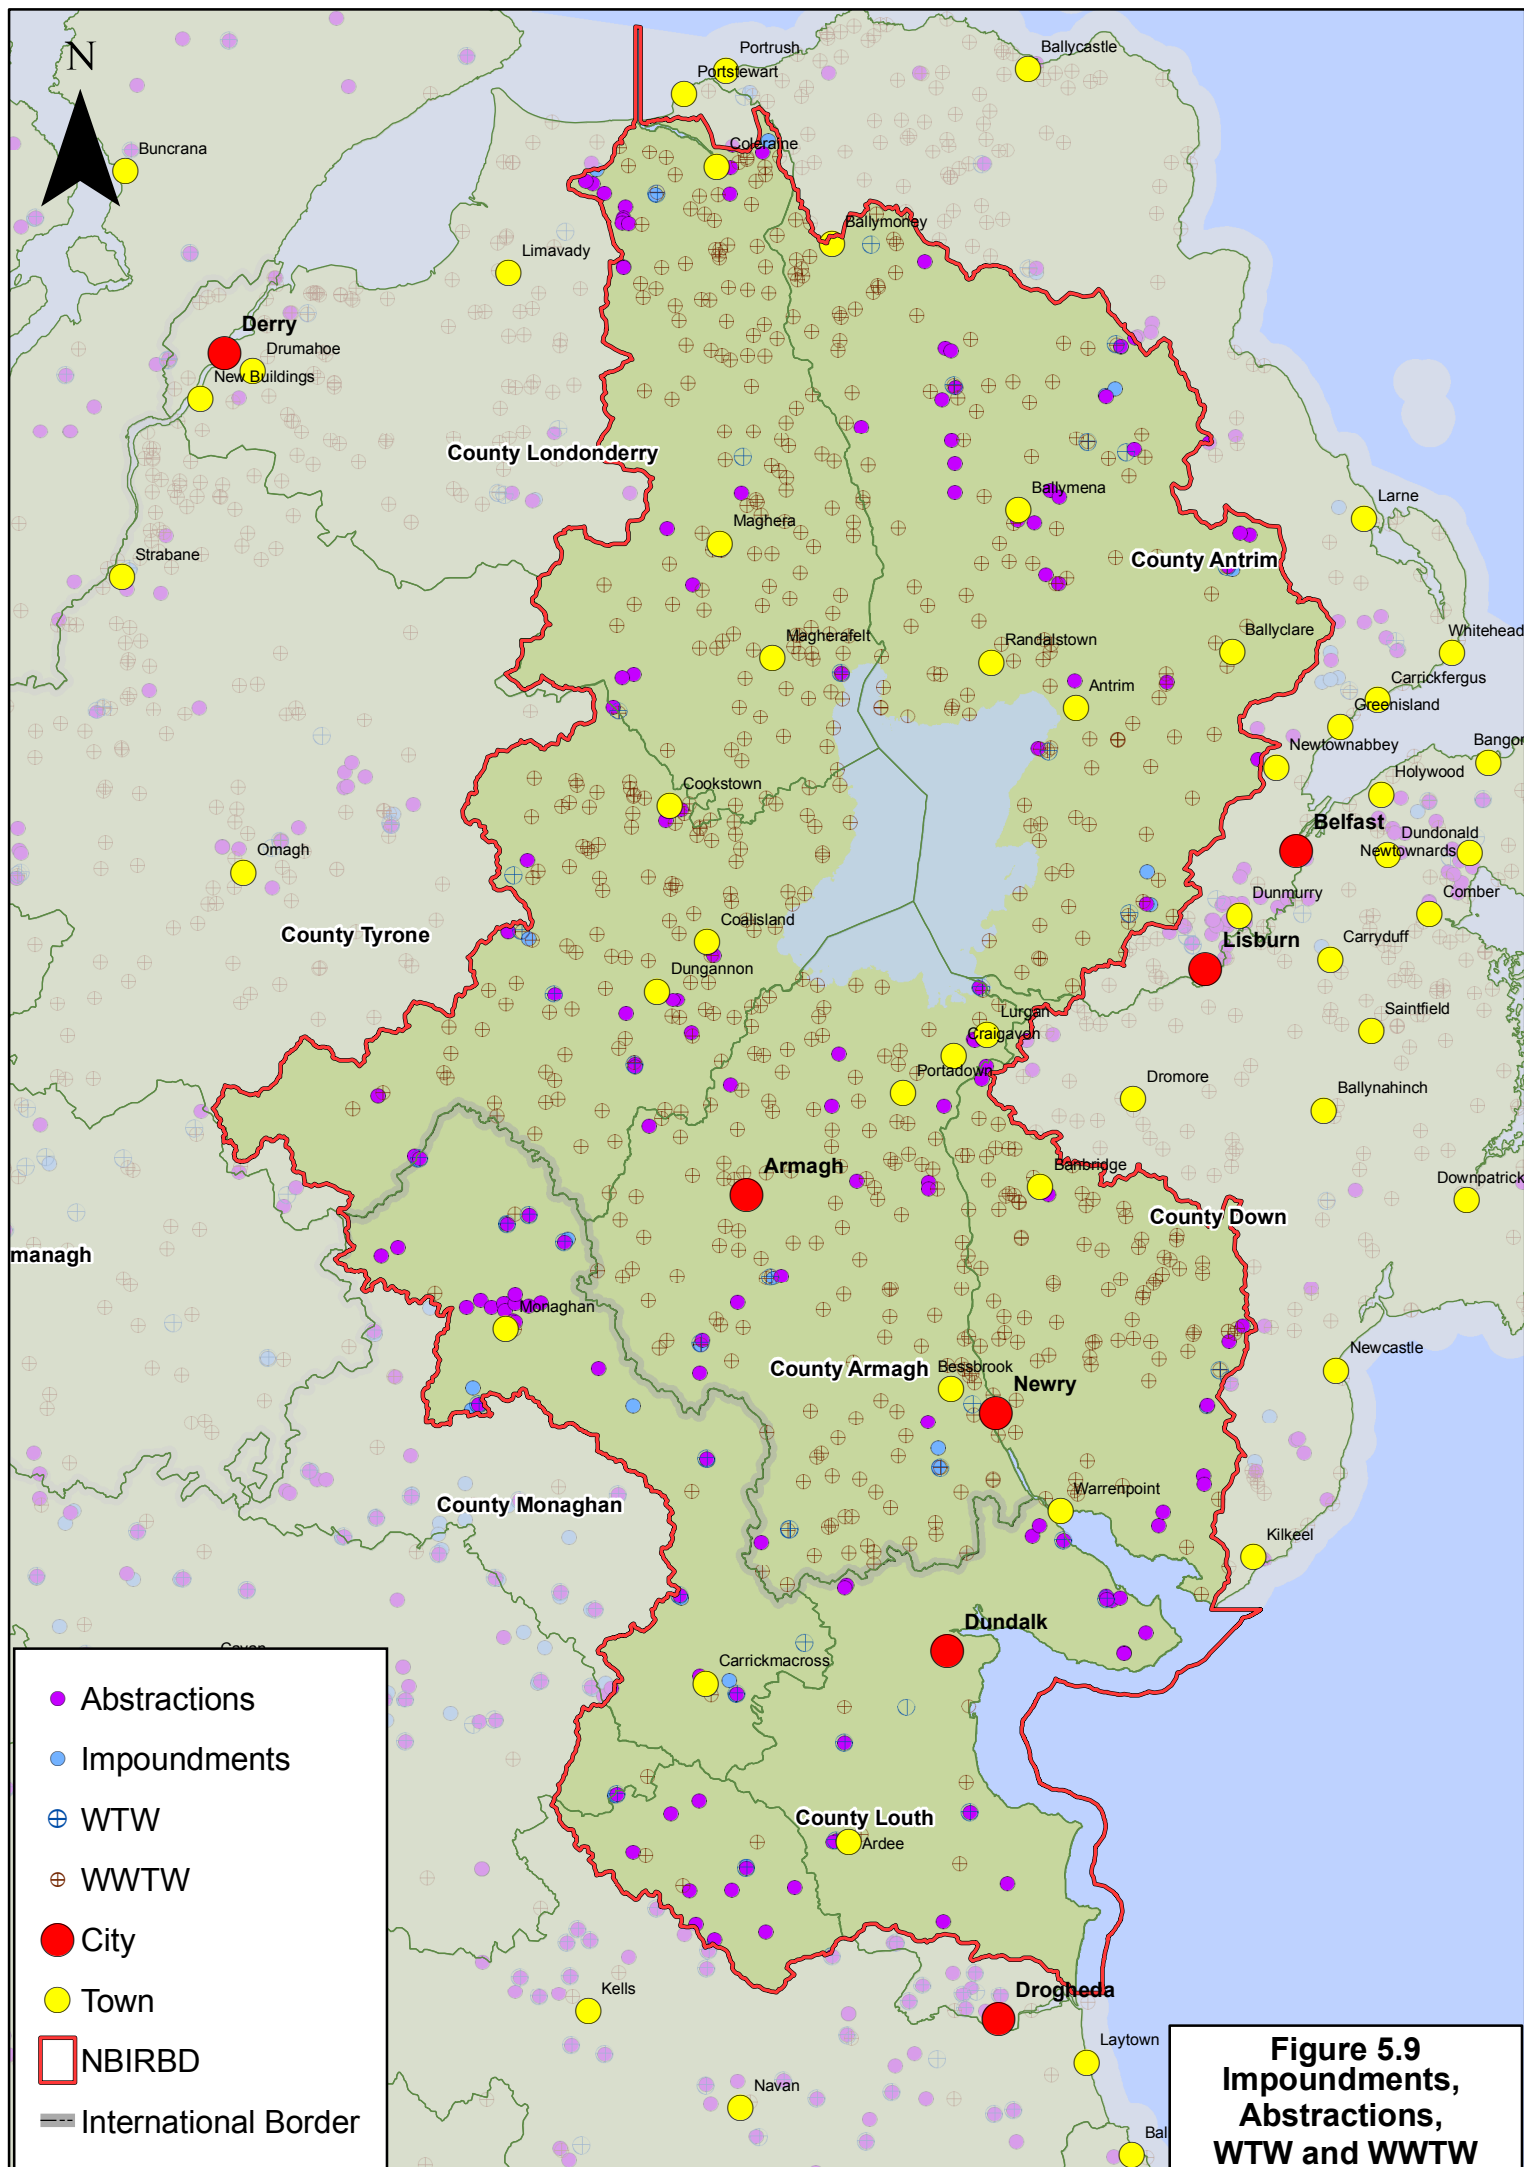 N
Portrush
Ballycastle
Portstewart
Buncrana
Coleraine
Ballymoney
Limavady
Derry
Drumahoe
New Buildings
County Londonderry
Ballymena
Larne
Maghera
Strabane
County Antrim
Magherafelt
Randalstown
Ballyclare
Whitehead
Carrickfergus
Antrim
Greenisland
Newtownabbey
Bangor
Holywood
Cookstown
Belfast
Dundonald
Omagh
Newtownards
Dunmurry
Comber
Coalisland
County Tyrone
Lisburn
Carryduff
Dungannon
Lurgan
Saintfield
Craigavon
Portadown
Dromore
Ballynahinch
Armagh
Banbridge
Downpatrick
County Down
managh
Monaghan
Newcastle
County Armagh
Bessbrook
Newry
Warrenpoint
County Monaghan
Kilkeel
Dundalk
Carrickmacross
County Louth
Ardee
Kells
Drogheda
Laytown
Navan
Bal
Abstractions
Impoundments
WTW
WWTW
City
Town
NBIRBD
International Border
Figure 5.9
Impoundments,
Abstractions,
WTW and WWTW